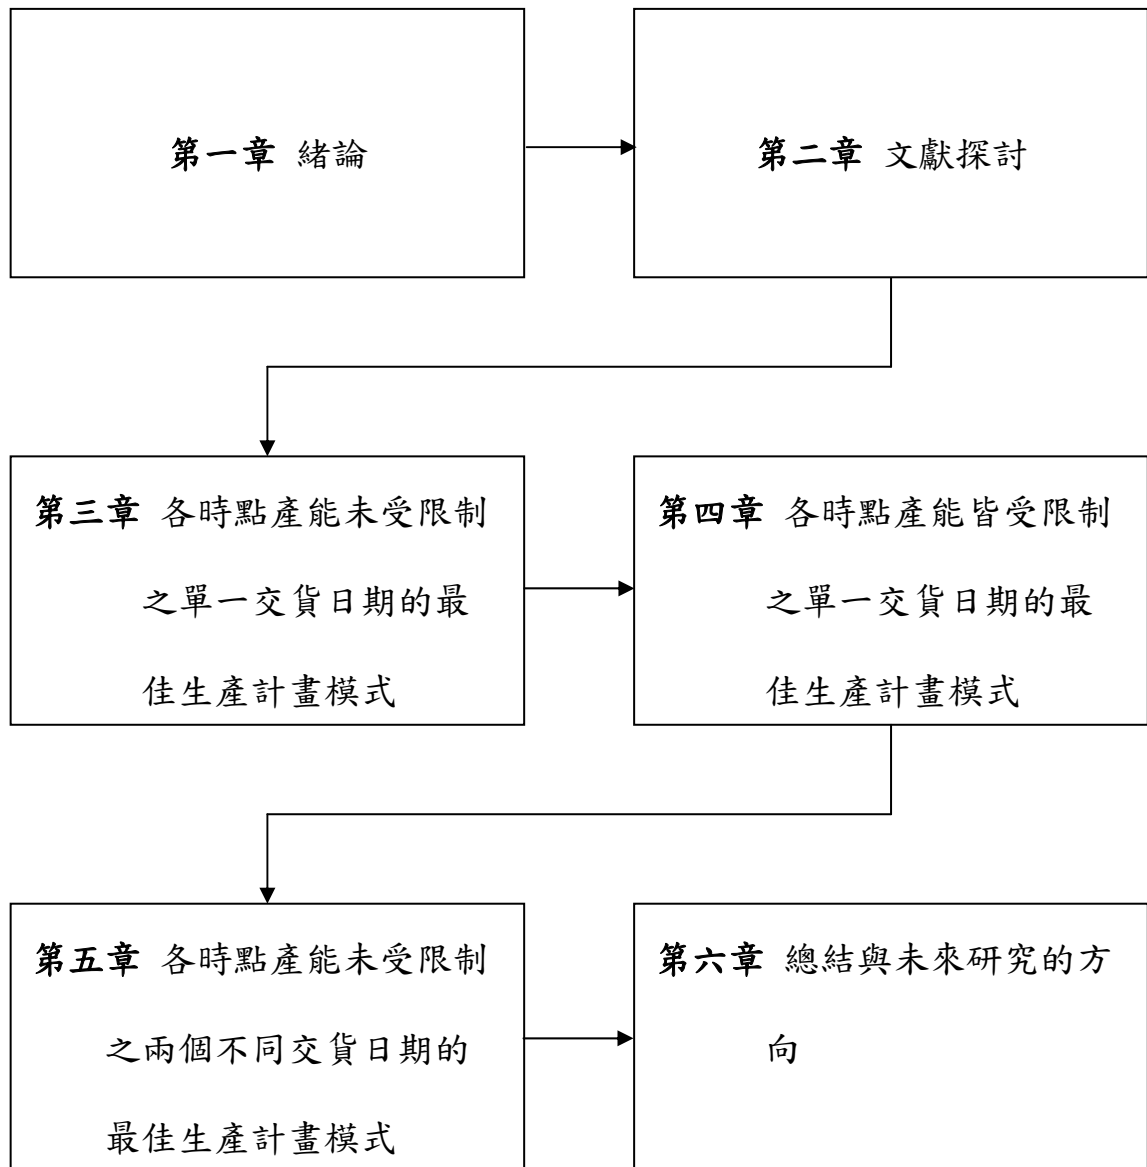 第一章 緒論
第二章 文獻探討
第三章 各時點產能未受限制
之單一交貨日期的最
佳生產計畫模式
第四章 各時點產能皆受限制
之單一交貨日期的最
佳生產計畫模式
第五章 各時點產能未受限制
之兩個不同交貨日期的
最佳生產計畫模式
第六章 總結與未來研究的方
向